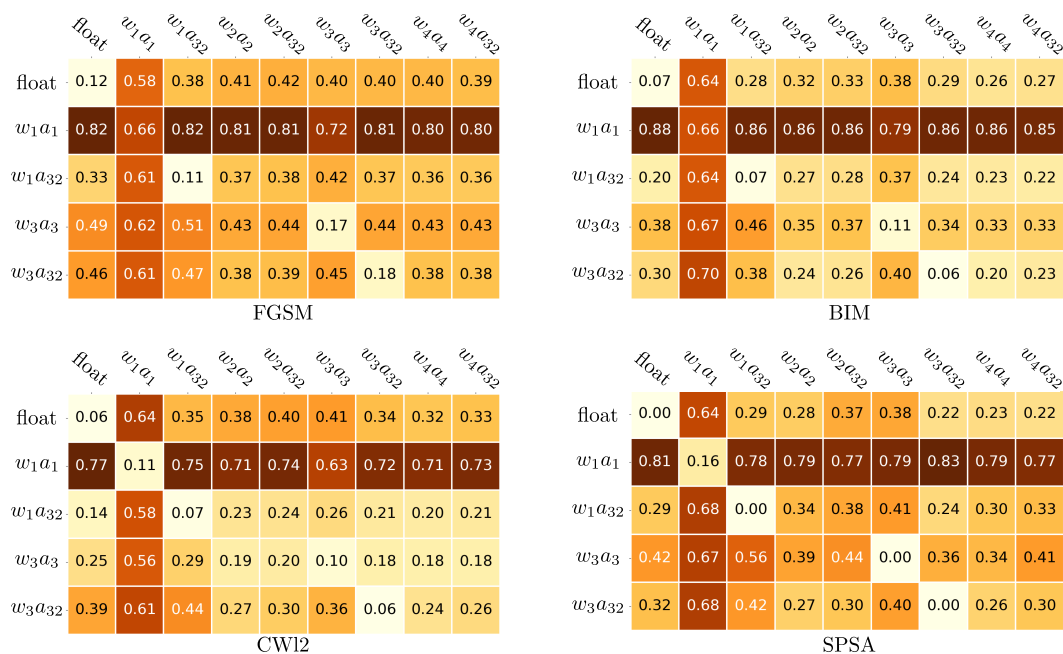 float w₁a₁ w₁a₃₂ w₂a₂ w₂a₃₂ w₃a₃ w₃a₃₂ w₄a₄ w₄a₃₂
float 0.12 0.58 0.38 0.41 0.42 0.40 0.40 0.40 0.39
w₁a₁ 0.82 0.66 0.82 0.81 0.81 0.72 0.81 0.80 0.80
w₁a₃₂ 0.33 0.61 0.11 0.37 0.38 0.42 0.37 0.36 0.36
w₃a₃ 0.49 0.62 0.51 0.43 0.44 0.17 0.44 0.43 0.43
w₃a₃₂ 0.46 0.61 0.47 0.38 0.39 0.45 0.18 0.38 0.38
FGSM
float w₁a₁ w₁a₃₂ w₂a₂ w₂a₃₂ w₃a₃ w₃a₃₂ w₄a₄ w₄a₃₂
float 0.07 0.64 0.28 0.32 0.33 0.38 0.29 0.26 0.27
w₁a₁ 0.88 0.66 0.86 0.86 0.86 0.79 0.86 0.86 0.85
w₁a₃₂ 0.20 0.64 0.07 0.27 0.28 0.37 0.24 0.23 0.22
w₃a₃ 0.38 0.67 0.46 0.35 0.37 0.11 0.34 0.33 0.33
w₃a₃₂ 0.30 0.70 0.38 0.24 0.26 0.40 0.06 0.20 0.23
BIM
float w₁a₁ w₁a₃₂ w₂a₂ w₂a₃₂ w₃a₃ w₃a₃₂ w₄a₄ w₄a₃₂
float 0.06 0.64 0.35 0.38 0.40 0.41 0.34 0.32 0.33
w₁a₁ 0.77 0.11 0.75 0.71 0.74 0.63 0.72 0.71 0.73
w₁a₃₂ 0.14 0.58 0.07 0.23 0.24 0.26 0.21 0.20 0.21
w₃a₃ 0.25 0.56 0.29 0.19 0.20 0.10 0.18 0.18 0.18
w₃a₃₂ 0.39 0.61 0.44 0.27 0.30 0.36 0.06 0.24 0.26
CWl2
float w₁a₁ w₁a₃₂ w₂a₂ w₂a₃₂ w₃a₃ w₃a₃₂ w₄a₄ w₄a₃₂
float 0.00 0.64 0.29 0.28 0.37 0.38 0.22 0.23 0.22
w₁a₁ 0.81 0.16 0.78 0.79 0.77 0.79 0.83 0.79 0.77
w₁a₃₂ 0.29 0.68 0.00 0.34 0.38 0.41 0.24 0.30 0.33
w₃a₃ 0.42 0.67 0.56 0.39 0.44 0.00 0.36 0.34 0.41
w₃a₃₂ 0.32 0.68 0.42 0.27 0.30 0.40 0.00 0.26 0.30
SPSA